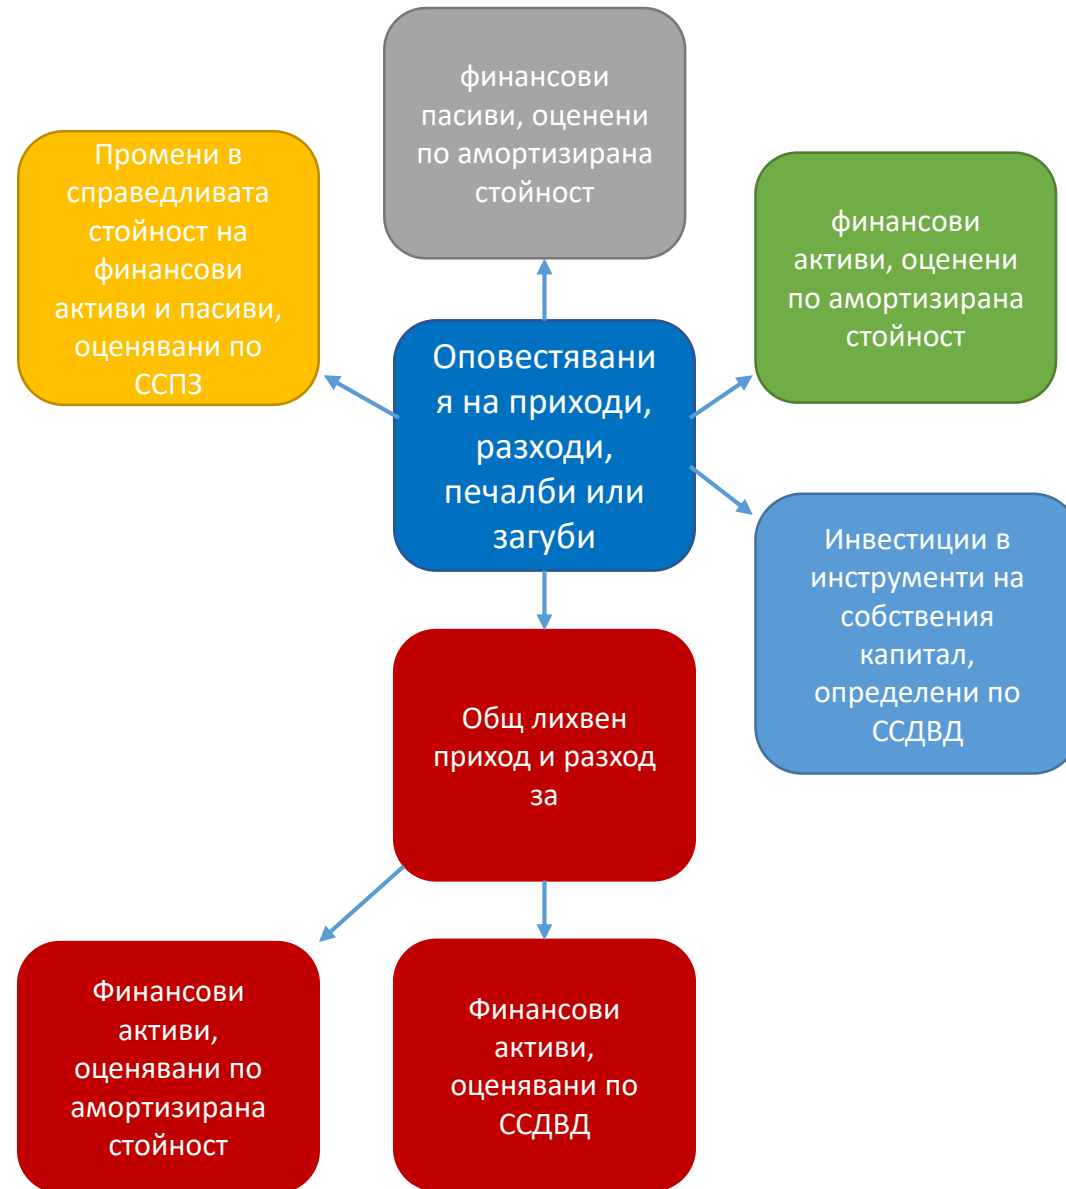 финансови
пасиви, оценени
по амортизирана
стойност
Промени в
справедливата
стойност на
финансови
активи и пасиви,
оценявани по
ССПЗ
финансови
активи, оценени
по амортизирана
стойност
Оповестявани
я на приходи,
разходи,
печалби или
загуби
Инвестиции в
инструменти на
собствения
капитал,
определени по
ССДВД
Общ лихвен
приход и разход
за
Финансови
активи,
оценявани по
амортизирана
стойност
Финансови
активи,
оценявани по
ССДВД